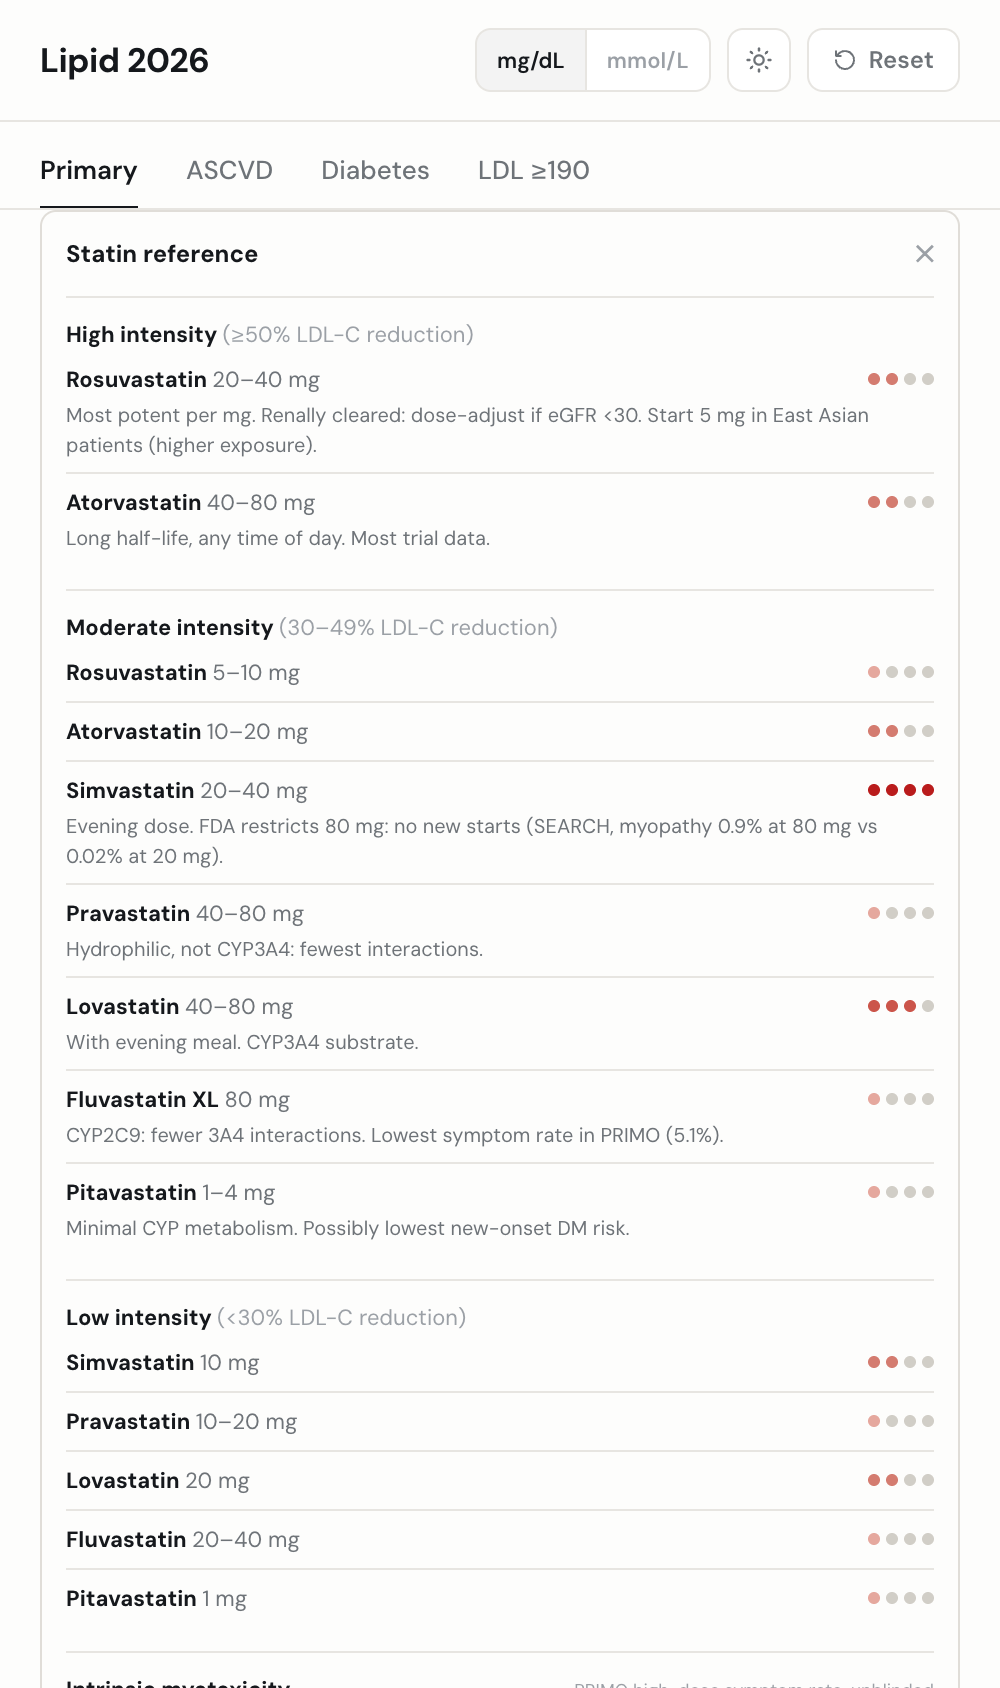 Lipid 2026
mg/dL
mmol/L
Reset
Primary
ASCVD
Diabetes
LDL ≥190
Statin reference
High intensity (≥50% LDL-C reduction)
Rosuvastatin 20–40 mg
Most potent per mg. Renally cleared: dose-adjust if eGFR <30. Start 5 mg in East Asian
patients (higher exposure).
Atorvastatin 40–80 mg
Long half-life, any time of day. Most trial data.
Moderate intensity (30–49% LDL-C reduction)
Rosuvastatin 5–10 mg
Atorvastatin 10–20 mg
Simvastatin 20–40 mg
Evening dose. FDA restricts 80 mg: no new starts (SEARCH, myopathy 0.9% at 80 mg vs
0.02% at 20 mg).
Pravastatin 40–80 mg
Hydrophilic, not CYP3A4: fewest interactions.
Lovastatin 40–80 mg
With evening meal. CYP3A4 substrate.
Fluvastatin XL 80 mg
CYP2C9: fewer 3A4 interactions. Lowest symptom rate in PRIMO (5.1%).
Pitavastatin 1–4 mg
Minimal CYP metabolism. Possibly lowest new-onset DM risk.
Low intensity (<30% LDL-C reduction)
Simvastatin 10 mg
Pravastatin 10–20 mg
Lovastatin 20 mg
Fluvastatin 20–40 mg
Pitavastatin 1 mg
Intrinsic myotoxicity
PRIMO high-dose symptom rate, unblinded